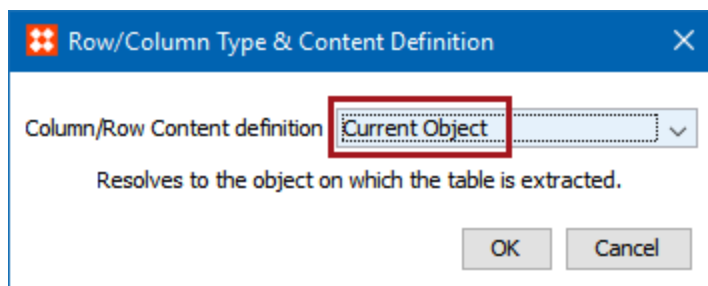 Row/Column Type & Content Definition
Column/Row Content definition Current Object
Resolves to the object on which the table is extracted.
OK Cancel